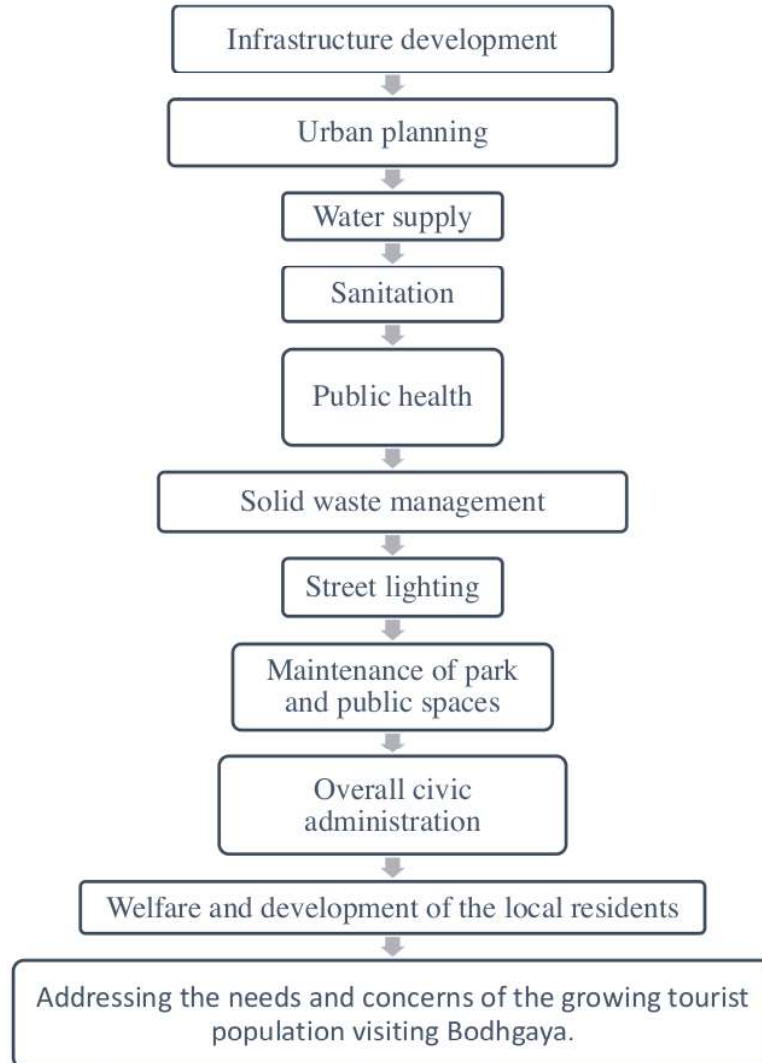 Infrastructure development
Urban planning
Water supply
Sanitation
Public health
Solid waste management
Street lighting
Maintenance of park
and public spaces
Overall civic
administration
Welfare and development of the local residents
Addressing the needs and concerns of the growing tourist
population visiting Bodhgaya.